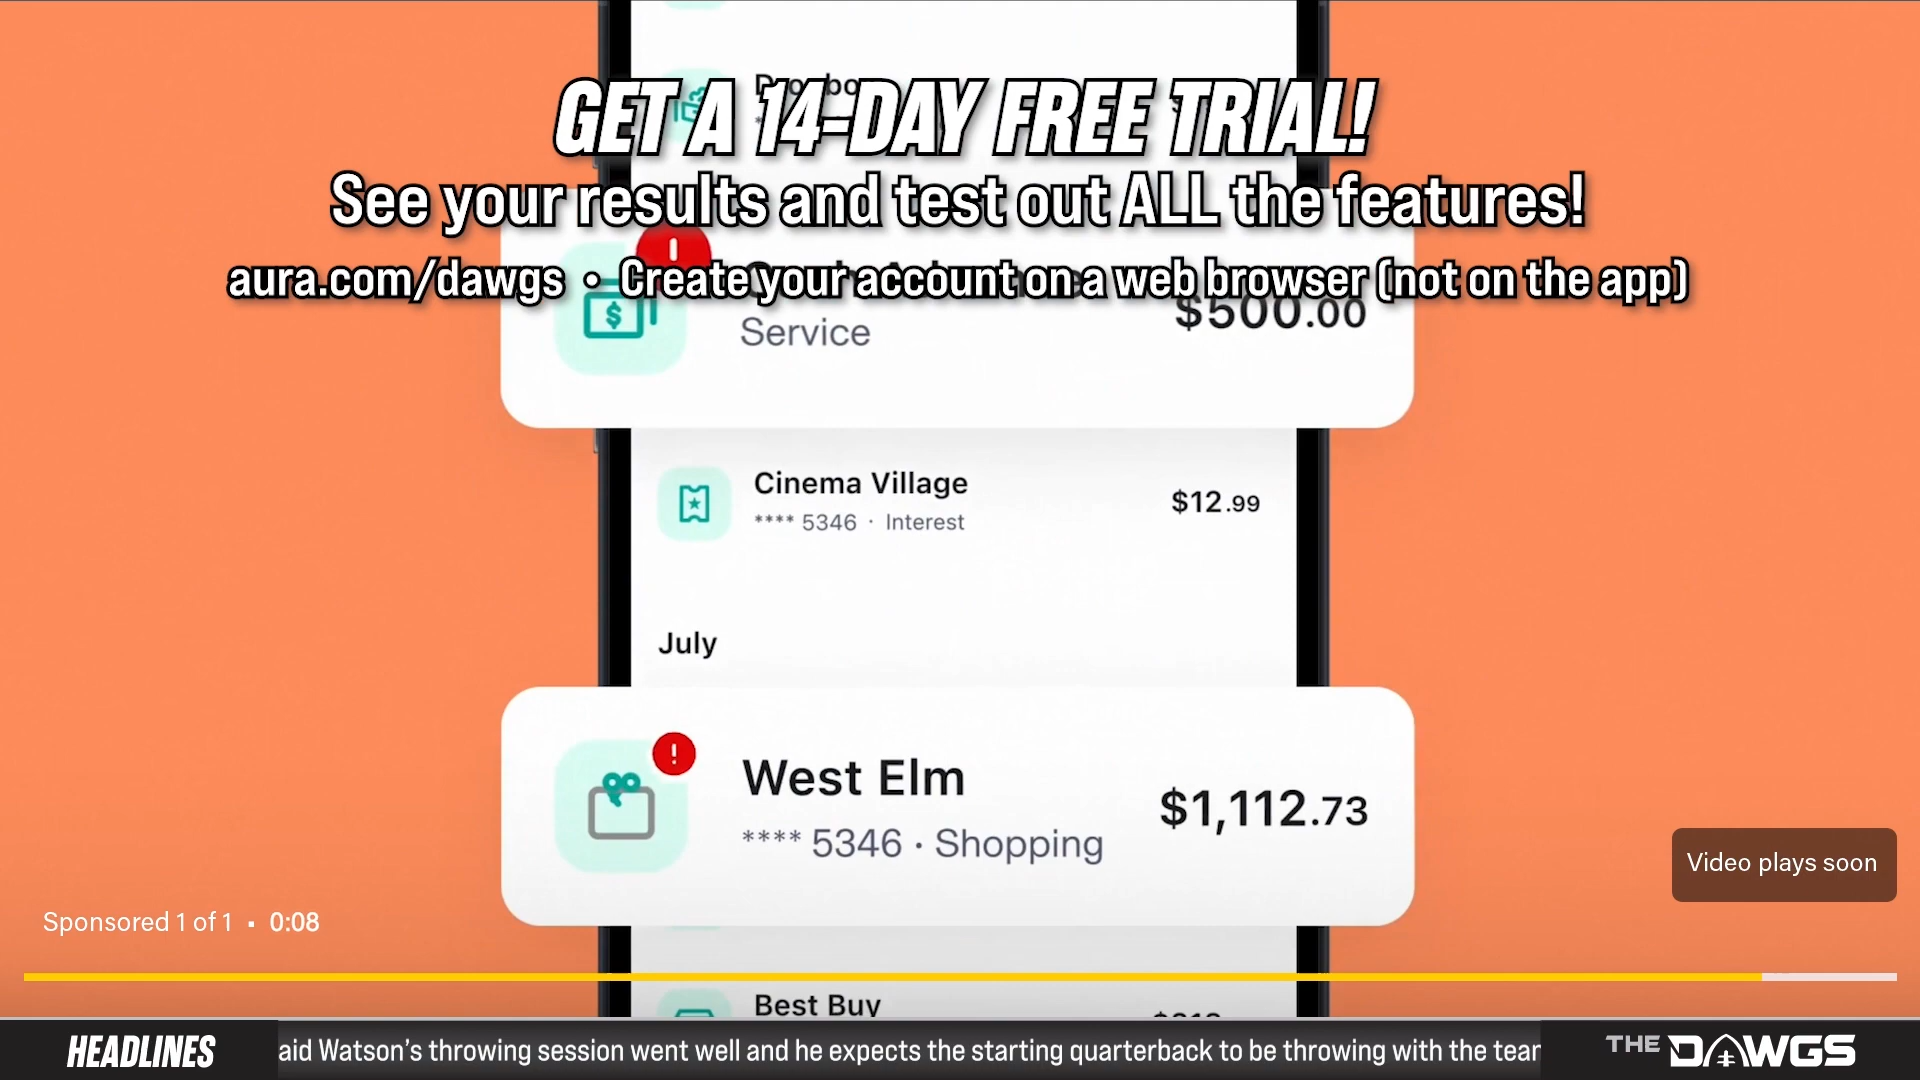 GET A 14-DAY FREE TRIAL!
See your results and test out ALL the features!
aura.com/dawgs • Create your account on a web browser (not on the app)
Service
$500.00
Cinema Village
$12.99
**** 5346 · Interest
July
West Elm
$1,112.73
**** 5346 · Shopping
Video plays soon
Sponsored 1 of 1 • 0:08
Best Buy
HEADLINES
aid Watson's throwing session went well and he expects the starting quarterback to be throwing with the tear
THE DAWGS